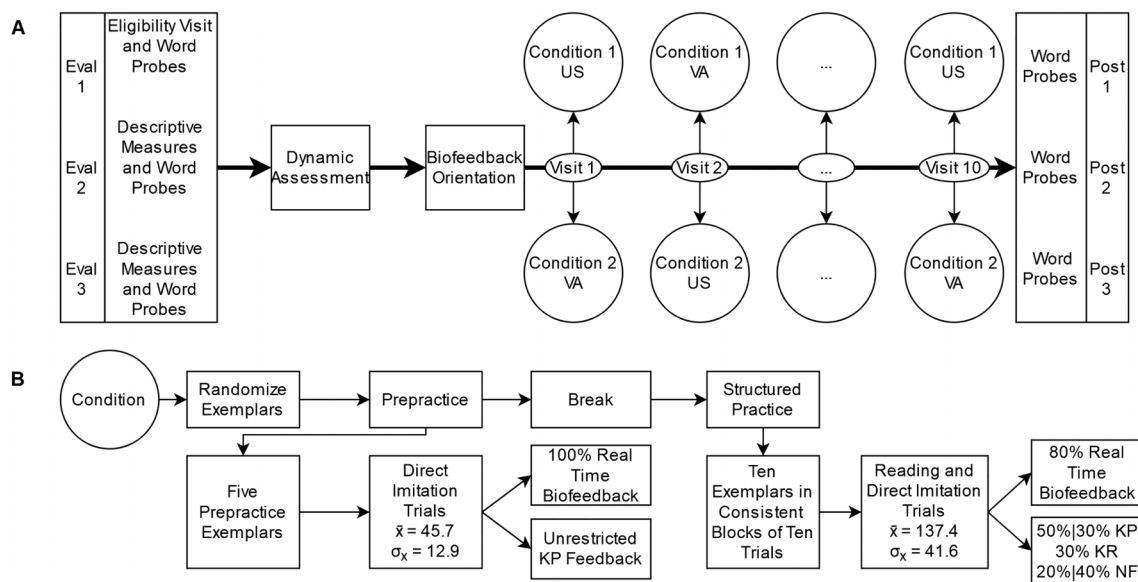 A
Eval
1
Eligibility Visit
and Word
Probes
Eval
2
Descriptive
Measures
and Word
Probes
Eval
3
Descriptive
Measures
and Word
Probes
Dynamic
Assessment
Biofeedback
Orientation
Condition 1
US
Condition 1
VA
...
Condition 1
US
Visit 1
Visit 2
...
Visit 10
Condition 2
VA
Condition 2
US
...
Condition 2
VA
Word
Probes
Post
1
Word
Probes
Post
2
Word
Probes
Post
3
B
Condition
Randomize
Exemplars
Prepractice
Break
Structured
Practice
Five
Prepractice
Exemplars
Direct
Imitation
Trials
x̄ = 45.7
σx = 12.9
100% Real
Time
Biofeedback
Unrestricted
KP Feedback
Ten
Exemplars in
Consistent
Blocks of Ten
Trials
Reading and
Direct Imitation
Trials
x̄ = 137.4
σx = 41.6
80% Real
Time
Biofeedback
50%|30% KP
30% KR
20%|40% NF